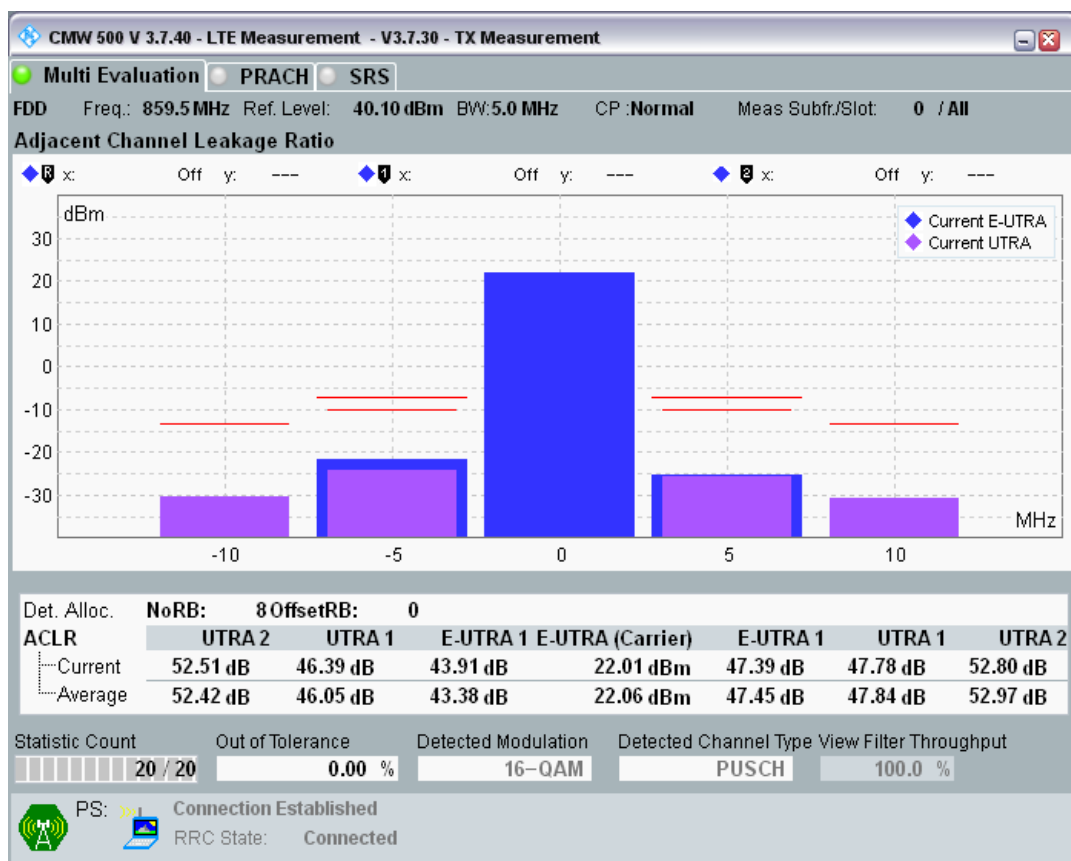 CMW 500 V 3.7.40 - LTE Measurement - V3.7.30 - TX Measurement
Multi Evaluation PRACH SRS
FDD Freq.: 859.5 MHz Ref. Level: 40.10 dBm BW:5.0 MHz CP :Normal Meas Subfr./Slot: 0 / All
Adjacent Channel Leakage Ratio
R x: Off y: --- 1 x: Off y: --- 2 x: Off y: ---
dBm
Current E-UTRA
Current UTRA
30
20
10
0
-10
-20
-30
MHz
-10 -5 0 5 10
Det. Alloc. NoRB: 8 OffsetRB: 0
ACLR UTRA 2 UTRA 1 E-UTRA 1 E-UTRA (Carrier) E-UTRA 1 UTRA 1 UTRA 2
Current 52.51 dB 46.39 dB 43.91 dB 22.01 dBm 47.39 dB 47.78 dB 52.80 dB
Average 52.42 dB 46.05 dB 43.38 dB 22.06 dBm 47.45 dB 47.84 dB 52.97 dB
Statistic Count Out of Tolerance Detected Modulation Detected Channel Type View Filter Throughput
20 / 20 0.00 % 16-QAM PUSCH 100.0 %
PS: Connection Established
RRC State: Connected